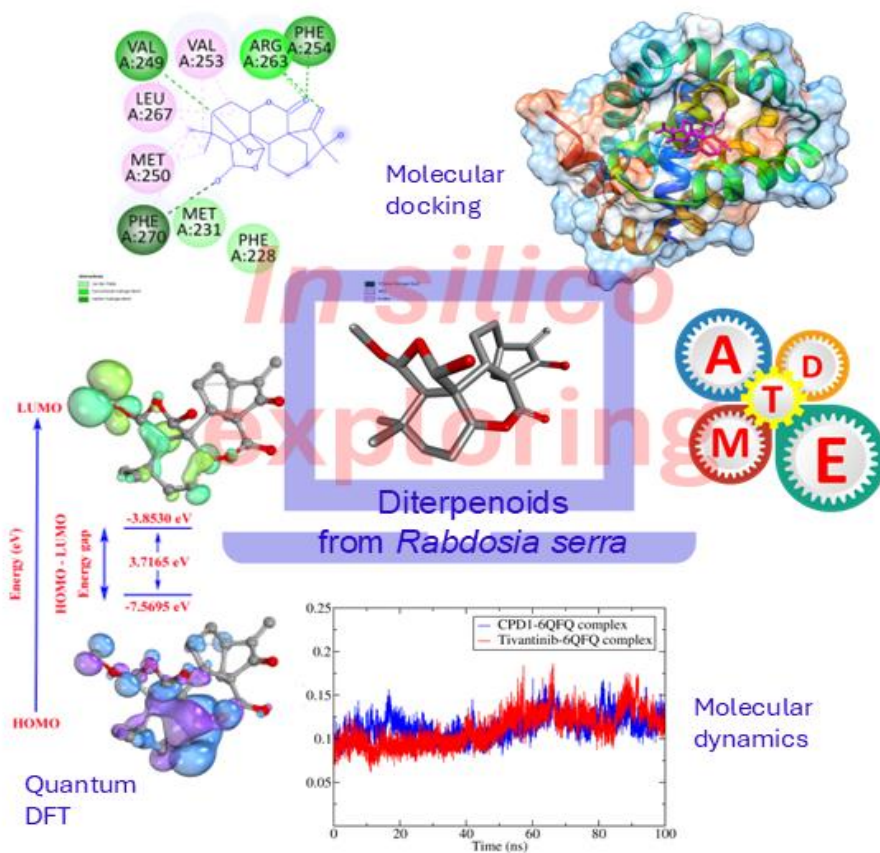 VAL
A:249
VAL
A:253
ARG
A:263
PHE
A:254
LEU
A:267
MET
A:250
PHE
A:270
MET
A:231
PHE
A:228
Molecular
docking
In silico
exploring
Diterpenoids
from Rabdosia serra
A
D
T
M
E
LUMO
Energy (eV)
HOMO - LUMO
Energy gap
-3.8530 eV
3.7165 eV
-7.5695 eV
HOMO
Quantum
DFT
0.25
0.2
0.15
0.1
0.05
CPD1-6QFQ complex
Tivantinib-6QFQ complex
0
20
40
60
80
100
Time (ns)
Molecular
dynamics